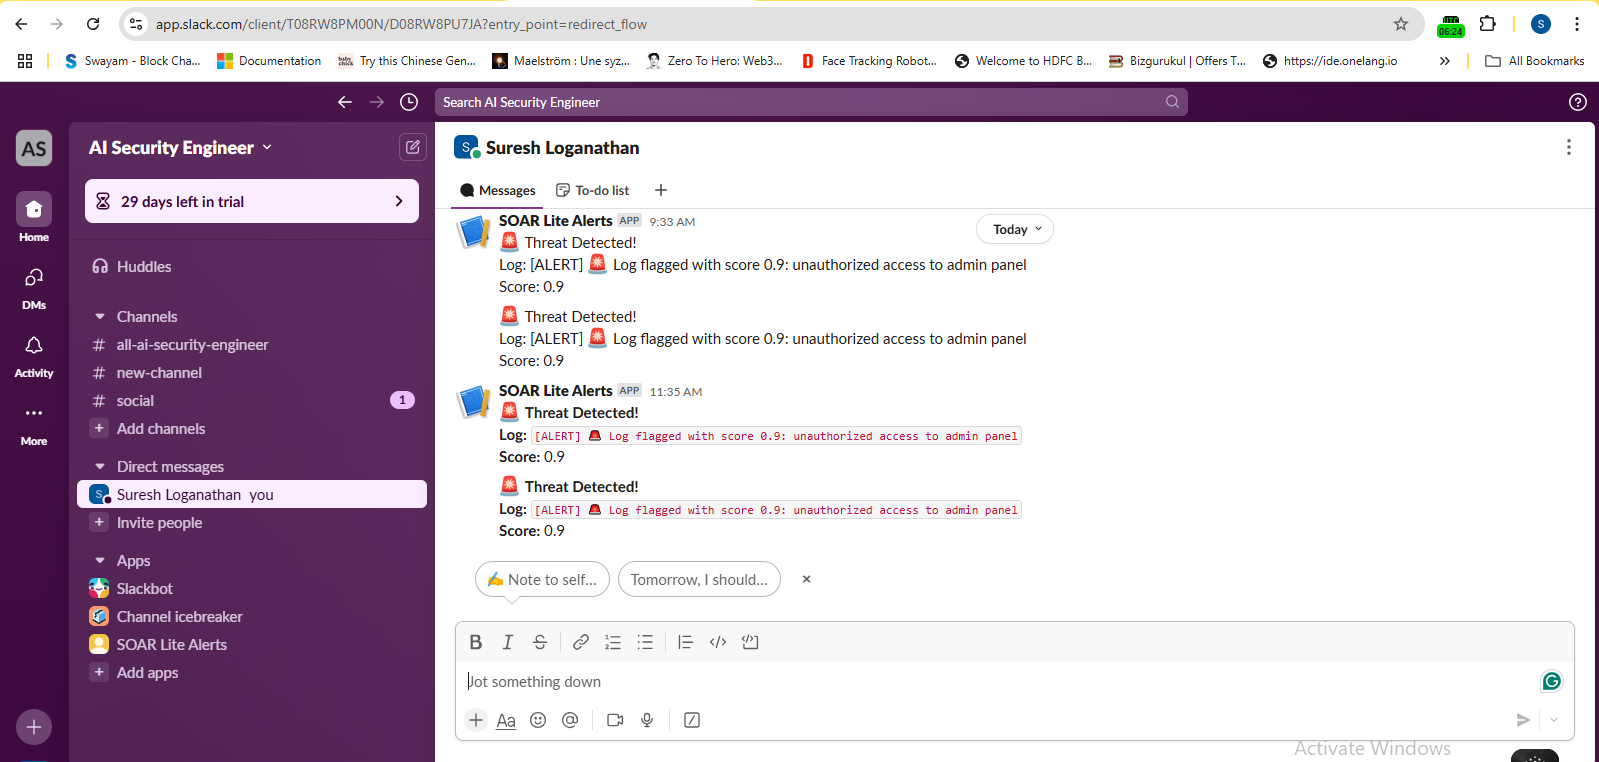 app.slack.com/client/T08RW8PM00N/D08RW8PU7JA?entry_point=redirect_flow
UTC
06:24
S
S Swayam - Block Cha...
Documentation
baby chick Try this Chinese Gen...
Maelström : Une syz...
Zero To Hero: Web3...
D Face Tracking Robot...
Welcome to HDFC B...
Bizgurukul | Offers T...
https://ide.onelang.io
»
All Bookmarks
Search AI Security Engineer
AS
Home
DMs
Activity
More
AI Security Engineer
29 days left in trial
Huddles
Channels
# all-ai-security-engineer
# new-channel
# social 1
+ Add channels
Direct messages
S Suresh Loganathan you
+ Invite people
Apps
Slackbot
Channel icebreaker
SOAR Lite Alerts
+ Add apps
S Suresh Loganathan
Messages To-do list +
Today
SOAR Lite Alerts APP 9:33 AM
🚨 Threat Detected!
Log: [ALERT] 🚨 Log flagged with score 0.9: unauthorized access to admin panel
Score: 0.9
🚨 Threat Detected!
Log: [ALERT] 🚨 Log flagged with score 0.9: unauthorized access to admin panel
Score: 0.9
SOAR Lite Alerts APP 11:35 AM
🚨 Threat Detected!
Log: [ALERT] 🚨 Log flagged with score 0.9: unauthorized access to admin panel
Score: 0.9
🚨 Threat Detected!
Log: [ALERT] 🚨 Log flagged with score 0.9: unauthorized access to admin panel
Score: 0.9
✍️ Note to self...
Tomorrow, I should...
×
B I S
Jot something down
+ Aa @
Activate Windows